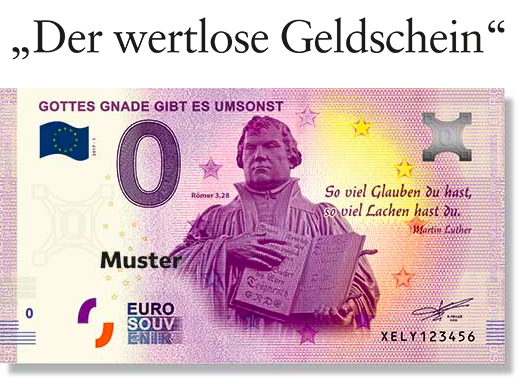 „Der wertlose Geldschein“
GOTTES GNADE GIBT ES UMSONST
2017-1
0
Römer 3,28
So viel Glauben du hast,
so viel Lachen hast du.
Martin Luther
Muster
0
EURO
SOUV
ENIR
XELY123456